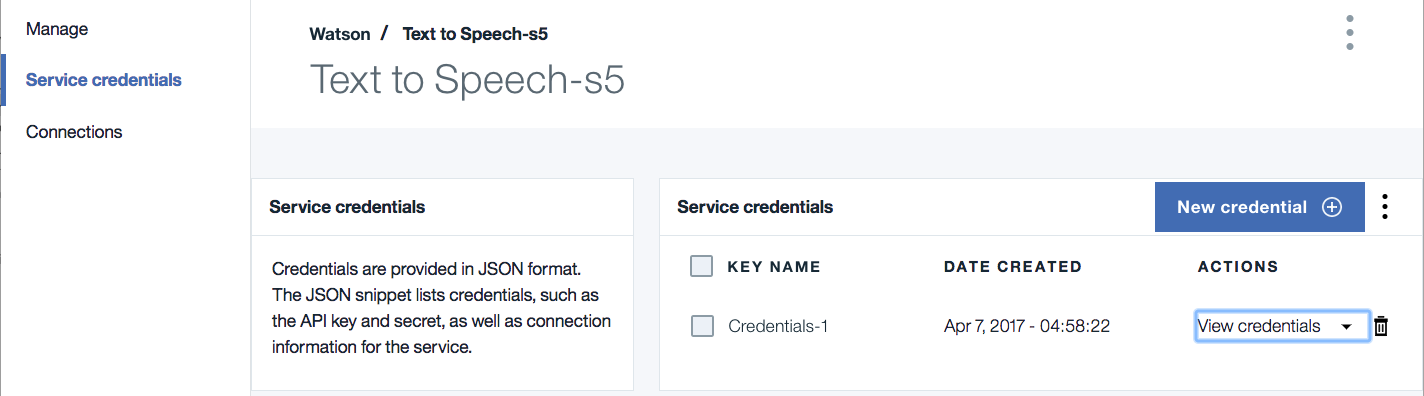 Manage
Service credentials
Connections
Watson / Text to Speech-s5
Text to Speech-s5
Service credentials
Credentials are provided in JSON format.
The JSON snippet lists credentials, such as
the API key and secret, as well as connection
information for the service.
Service credentials
New credential
KEY NAME DATE CREATED ACTIONS
Credentials-1 Apr 7, 2017 - 04:58:22 View credentials